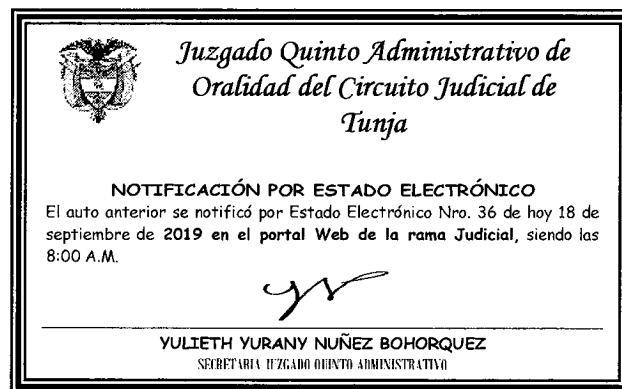 Juzgado Quinto Administrativo de
Oralidad del Circuito Judicial de
Tunja
NOTIFICACIÓN POR ESTADO ELECTRÓNICO
El auto anterior se notificó por Estado Electrónico Nro. 36 de hoy 18 de
septiembre de 2019 en el portal Web de la rama Judicial, siendo las
8:00 A.M.
YULIETH YURANY NUÑEZ BOHORQUEZ
SECRETARIA JUZGADO QUINTO ADMINISTRATIVO